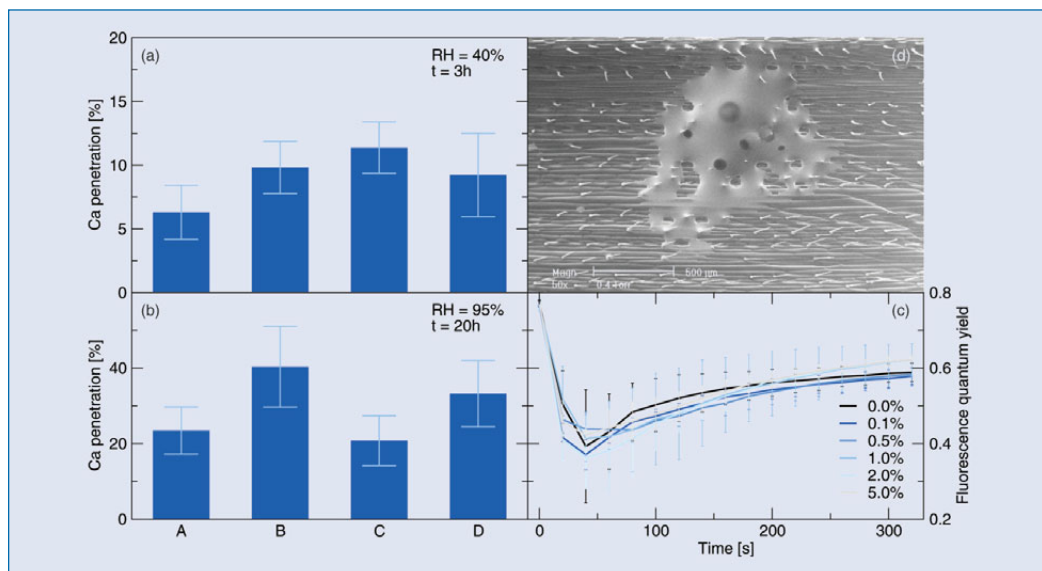 (a)
RH = 40%
t = 3h
20
15
10
5
0
Ca penetration [%]
(d)
Magn
500 µm
50x
(b)
RH = 95%
t = 20h
40
20
0
Ca penetration [%]
A B C D
(c)
0.8
0.6
0.4
0.2
Fluorescence quantum yield
0.0%
0.1%
0.5%
1.0%
2.0%
5.0%
0 100 200 300
Time [s]